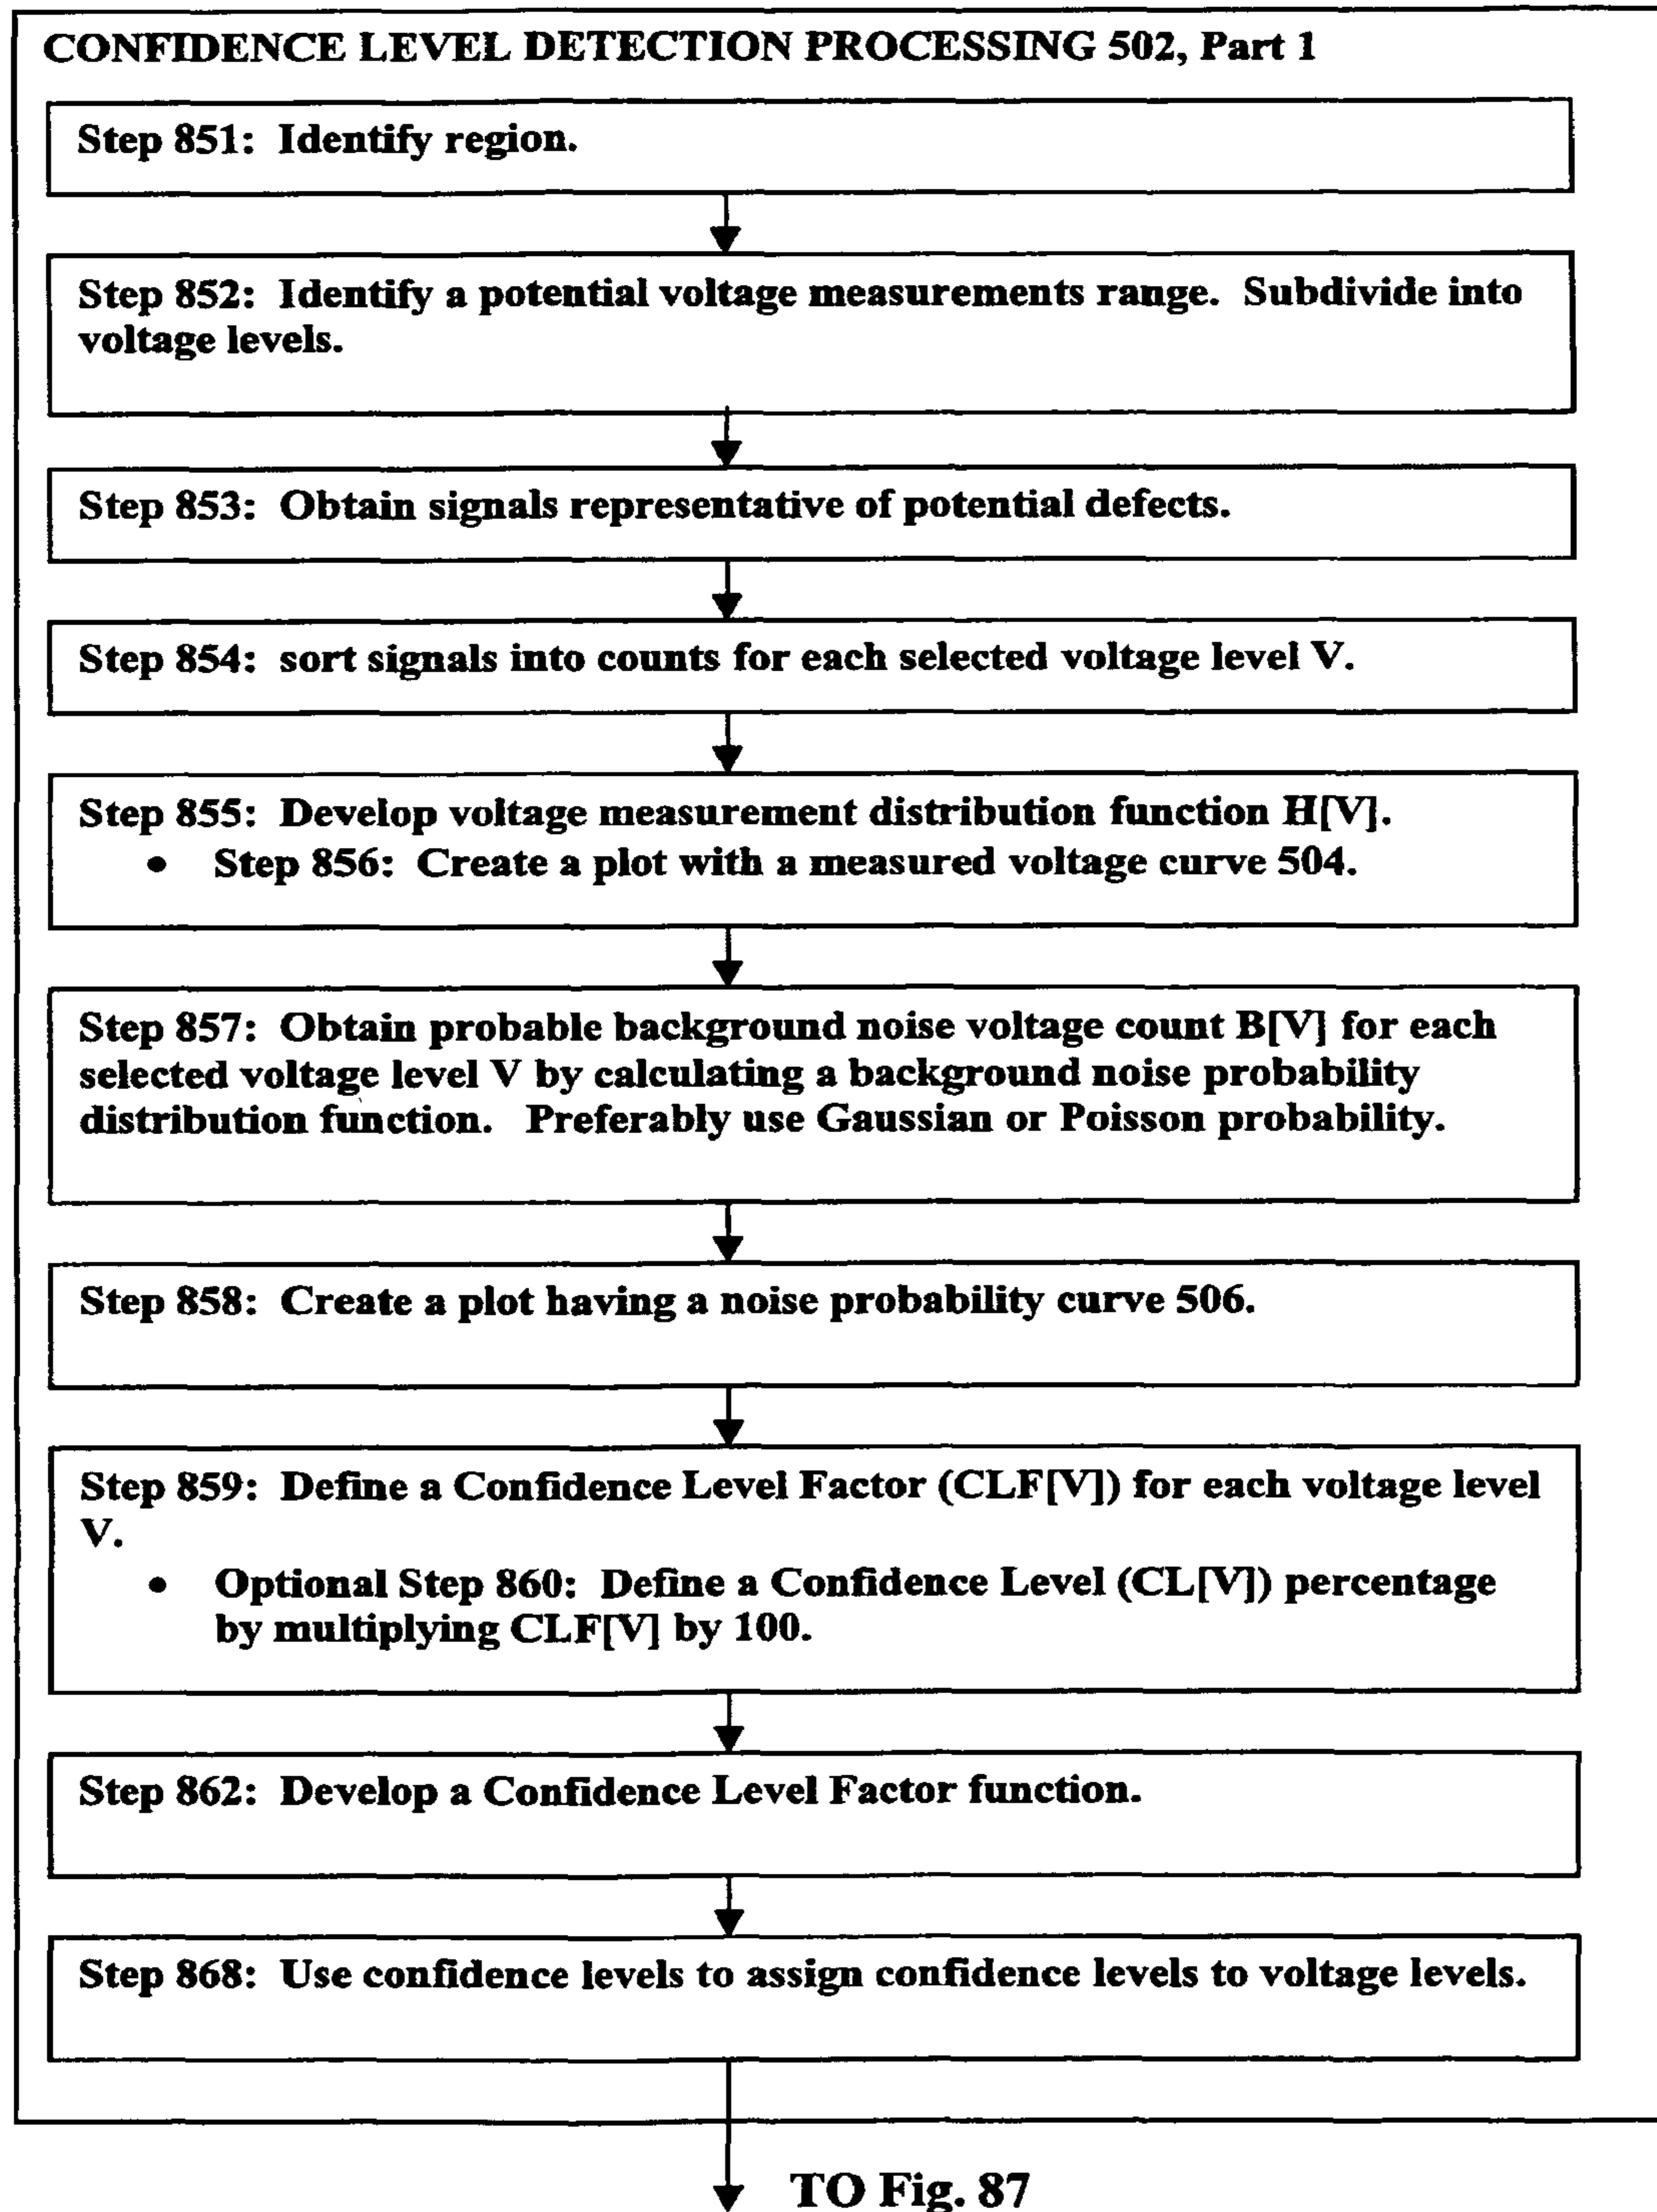 CONFIDENCE LEVEL DETECTION PROCESSING 502, Part 1
Step 851: Identify region.
Step 852: Identify a potential voltage measurements range. Subdivide into
voltage levels.
Step 853: Obtain signals representative of potential defects.
Step 854: sort signals into counts for each selected voltage level V.
Step 855: Develop voltage measurement distribution function H[V].
• Step 856: Create a plot with a measured voltage curve 504.
Step 857: Obtain probable background noise voltage count B[V] for each
selected voltage level V by calculating a background noise probability
distribution function. Preferably use Gaussian or Poisson probability.
Step 858: Create a plot having a noise probability curve 506.
Step 859: Define a Confidence Level Factor (CLF[V]) for each voltage level
V.
• Optional Step 860: Define a Confidence Level (CL[V]) percentage
by multiplying CLF[V] by 100.
Step 862: Develop a Confidence Level Factor function.
Step 868: Use confidence levels to assign confidence levels to voltage levels.
TO Fig. 87